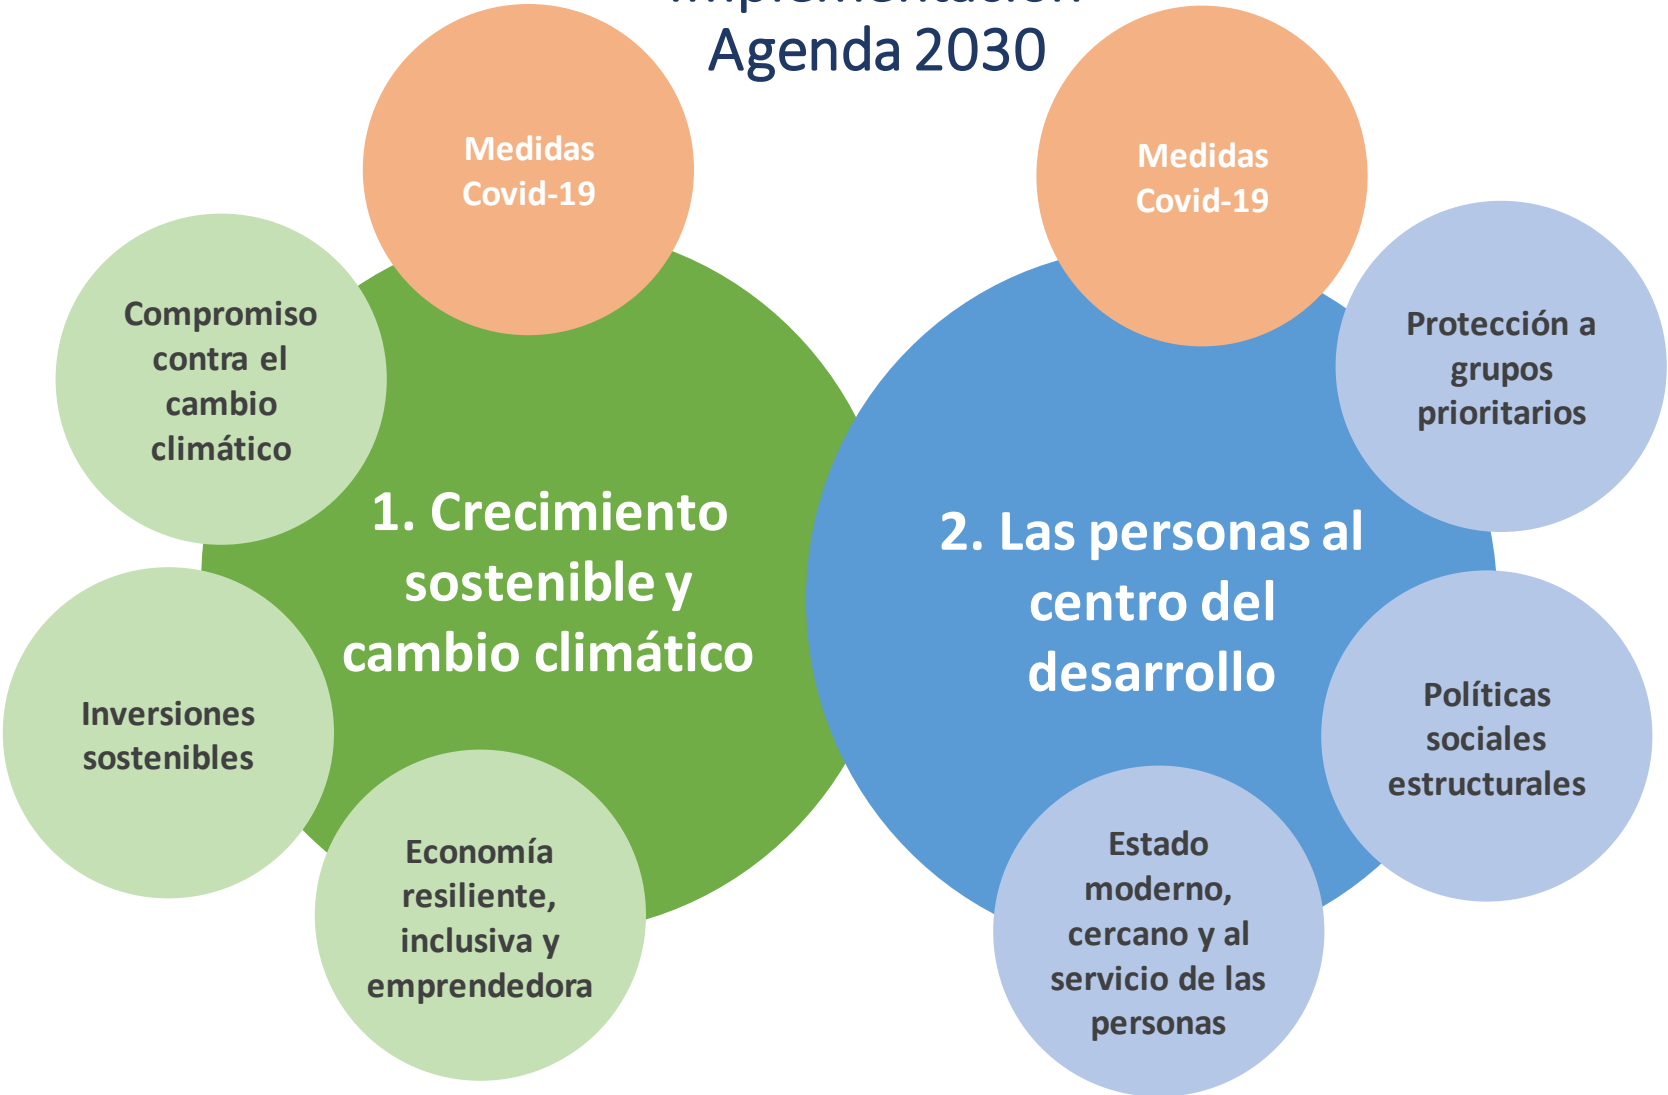 Implementación
Agenda 2030
Medidas
Covid-19
Compromiso
contra el
cambio
climático
Inversiones
sostenibles
Economía
resiliente,
inclusiva y
emprendedora
1. Crecimiento
sostenible y
cambio climático
Medidas
Covid-19
Protección a
grupos
prioritarios
Políticas
sociales
estructurales
Estado
moderno,
cercano y al
servicio de las
personas
2. Las personas al
centro del
desarrollo